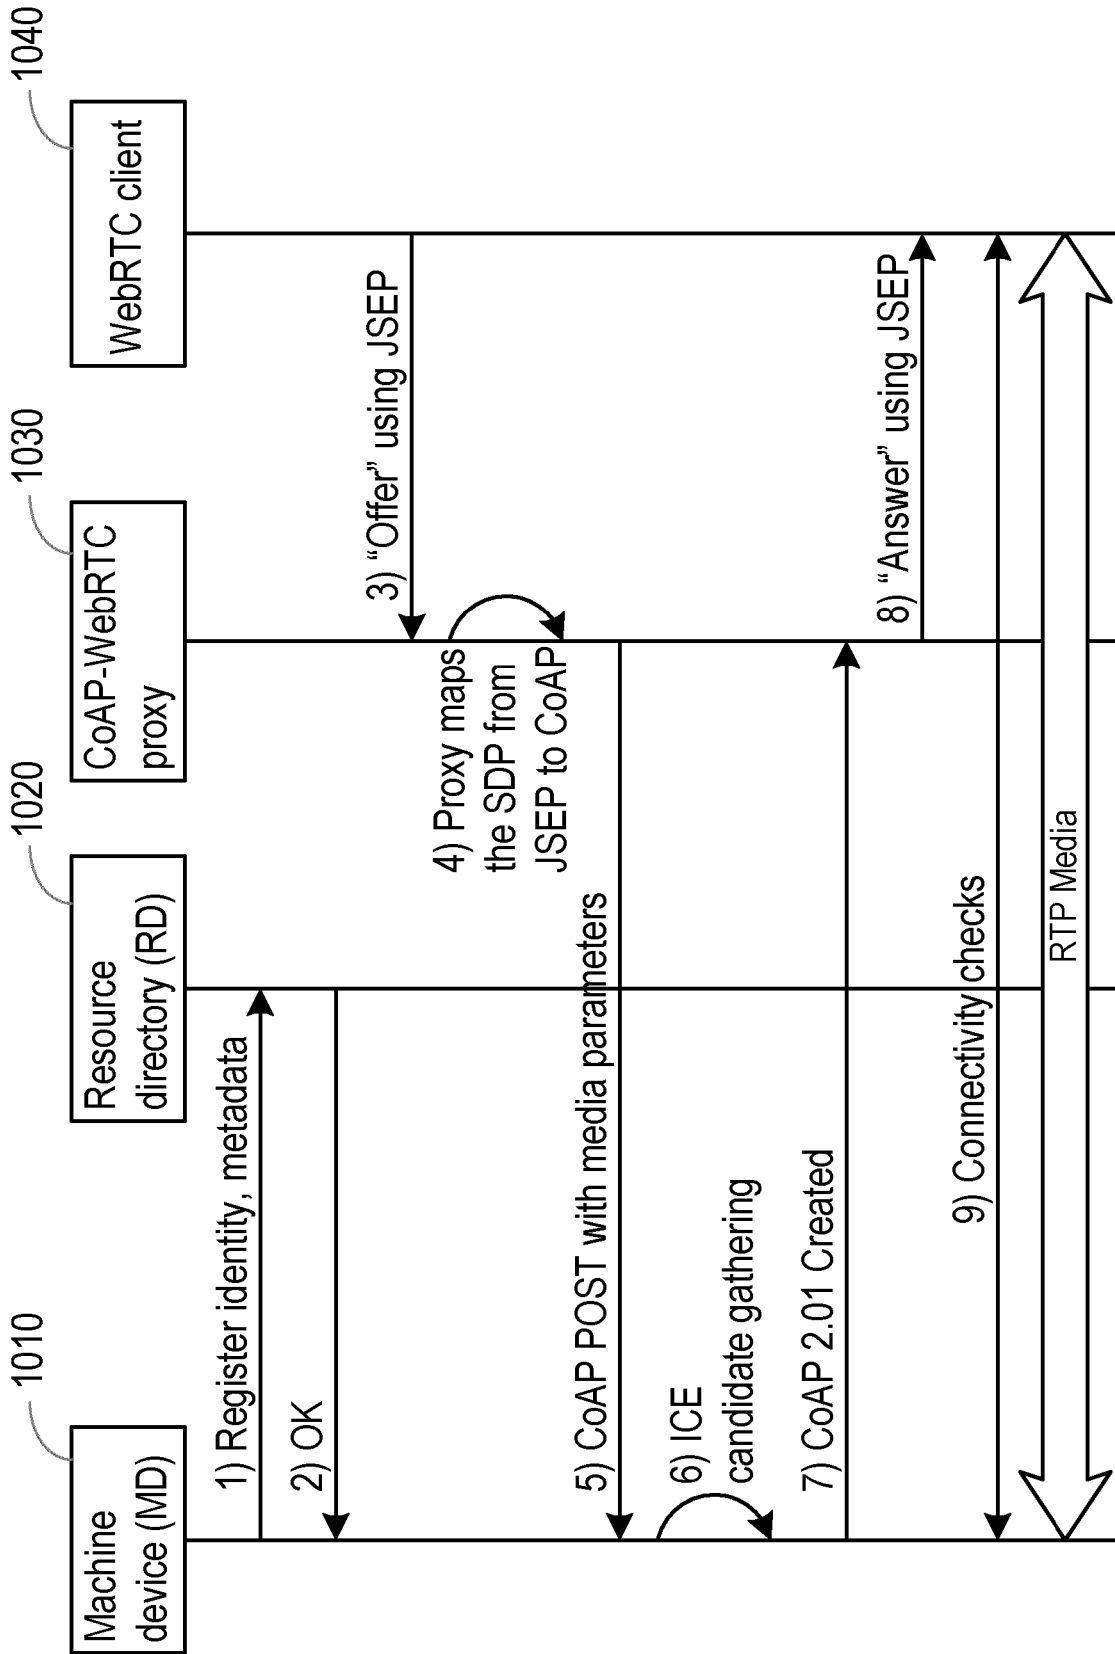 1010
1020
1030
1040
Machine
device (MD)
Resource
directory (RD)
CoAP-WebRTC
proxy
WebRTC client
1) Register identity, metadata
2) OK
3) “Offer” using JSEP
4) Proxy maps
the SDP from
JSEP to CoAP
5) CoAP POST with media parameters
6) ICE
candidate gathering
7) CoAP 2.01 Created
8) “Answer” using JSEP
9) Connectivity checks
RTP Media